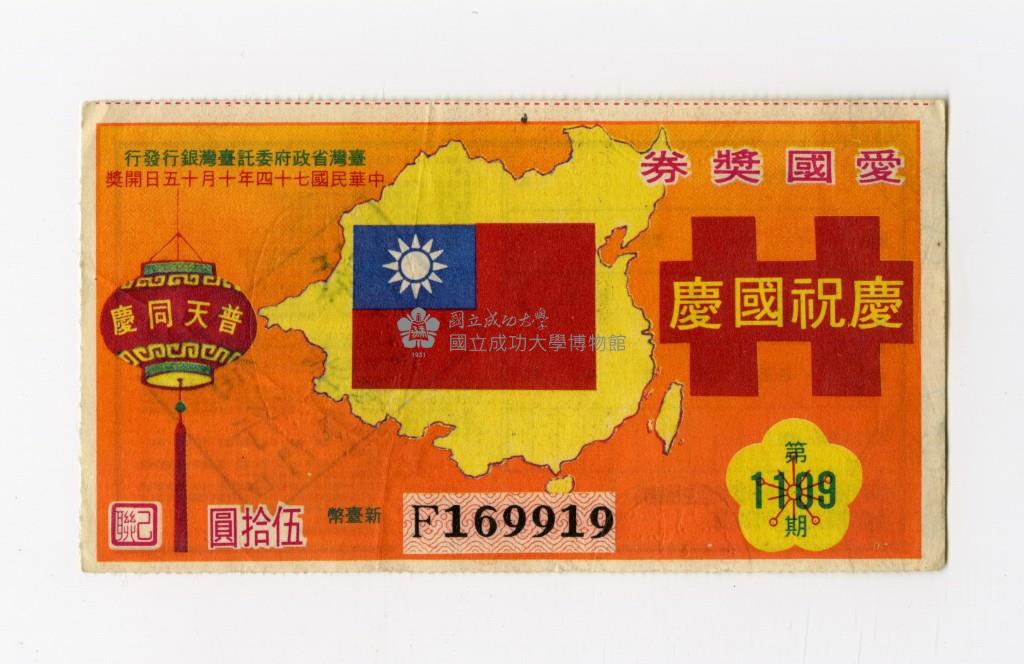 愛國獎券
臺灣省政府委託臺灣銀行發行
中華民國七十四年十月十五日開獎
慶祝國慶
普天同慶
國立成功大學
國立成功大學博物館
1931
第
1109
期
新臺幣
伍拾圓
F169919
己聯